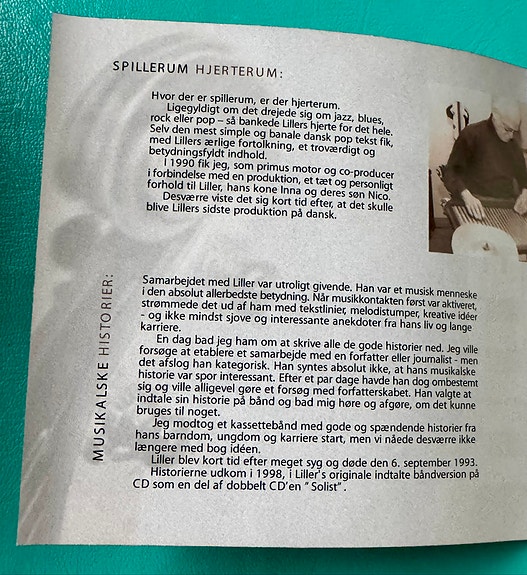 SPILLERUM HJERTERUM:
Hvor der er spillerum, er der hjerterum.
Ligegyldigt om det drejede sig om jazz, blues,
rock eller pop – så bankede Lillers hjerte for det hele.
Selv den mest simple og banale dansk pop tekst fik,
med Lillers ærlige fortolkning, et troværdigt og
betydningsfyldt indhold.
I 1990 fik jeg, som primus motor og co-producer
i forbindelse med en produktion, et tæt og personligt
forhold til Liller, hans kone Inna og deres søn Nico.
Desværre viste det sig kort tid efter, at det skulle
blive Lillers sidste produktion på dansk.
MUSIKALSKE HISTORIER:
Samarbejdet med Liller var utroligt givende. Han var et musisk menneske
i den absolut allerbedste betydning. Når musikkontakten først var aktiveret,
strømmede det ud af ham med tekstlinier, melodistumper, kreative idéer
- og ikke mindst sjove og interessante anekdoter fra hans liv og lange
karriere.
En dag bad jeg ham om at skrive alle de gode historier ned. Jeg ville
forsøge at etablere et samarbejde med en forfatter eller journalist - men
det afslog han kategorisk. Han syntes absolut ikke, at hans musikalske
historie var spor interessant. Efter et par dage havde han dog ombestemt
sig og ville alligevel gøre et forsøg med forfatterskabet. Han valgte at
indtale sin historie på bånd og bad mig høre og afgøre, om det kunne
bruges til noget.
Jeg modtog et kassettebånd med gode og spændende historier fra
hans barndom, ungdom og karriere start, men vi nåede desværre ikke
længere med bog idéen.
Liller blev kort tid efter meget syg og døde den 6. september 1993.
Historierne udkom i 1998, i Liller's originale indtalte båndversion på
CD som en del af dobbelt CD'en " Solist" .